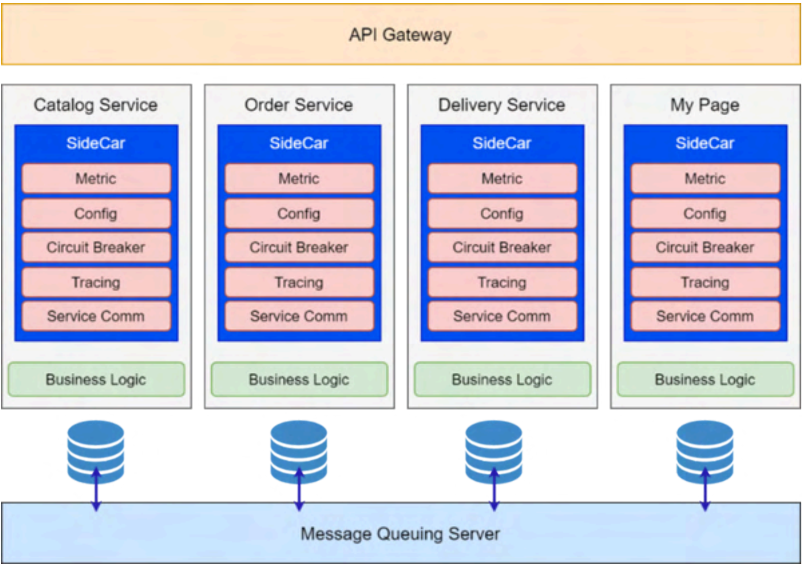 API Gateway
Catalog Service
SideCar
Metric
Config
Circuit Breaker
Tracing
Service Comm
Business Logic
Order Service
SideCar
Metric
Config
Circuit Breaker
Tracing
Service Comm
Business Logic
Delivery Service
SideCar
Metric
Config
Circuit Breaker
Tracing
Service Comm
Business Logic
My Page
SideCar
Metric
Config
Circuit Breaker
Tracing
Service Comm
Business Logic
Message Queuing Server